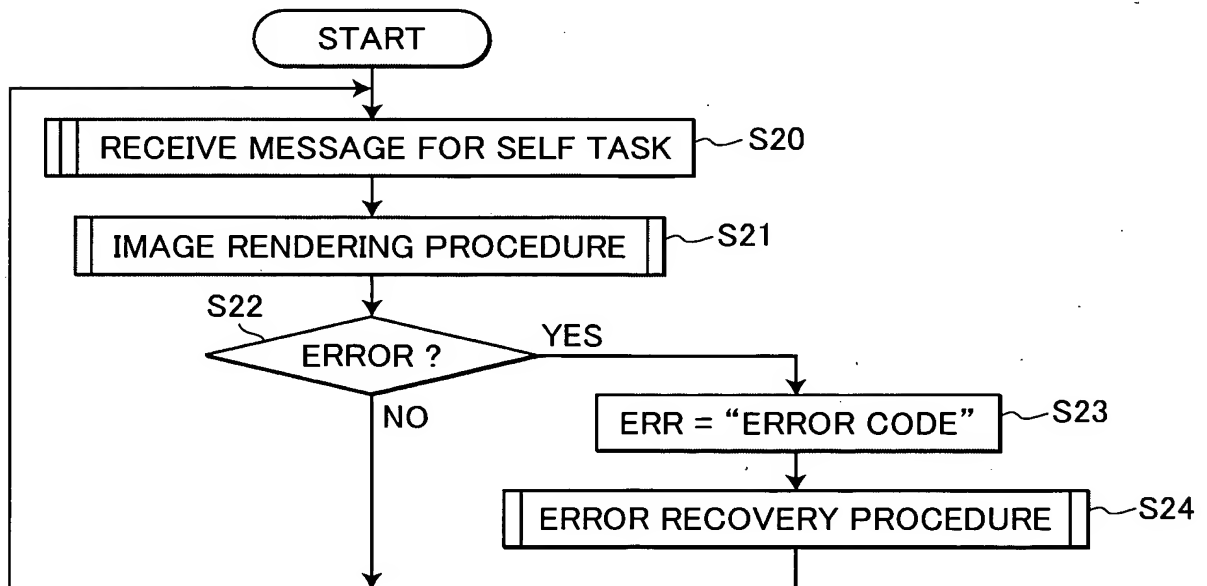 START
RECEIVE MESSAGE FOR SELF TASK
S20
IMAGE RENDERING PROCEDURE
S21
S22
ERROR ?
YES
NO
ERR = “ERROR CODE”
S23
ERROR RECOVERY PROCEDURE
S24